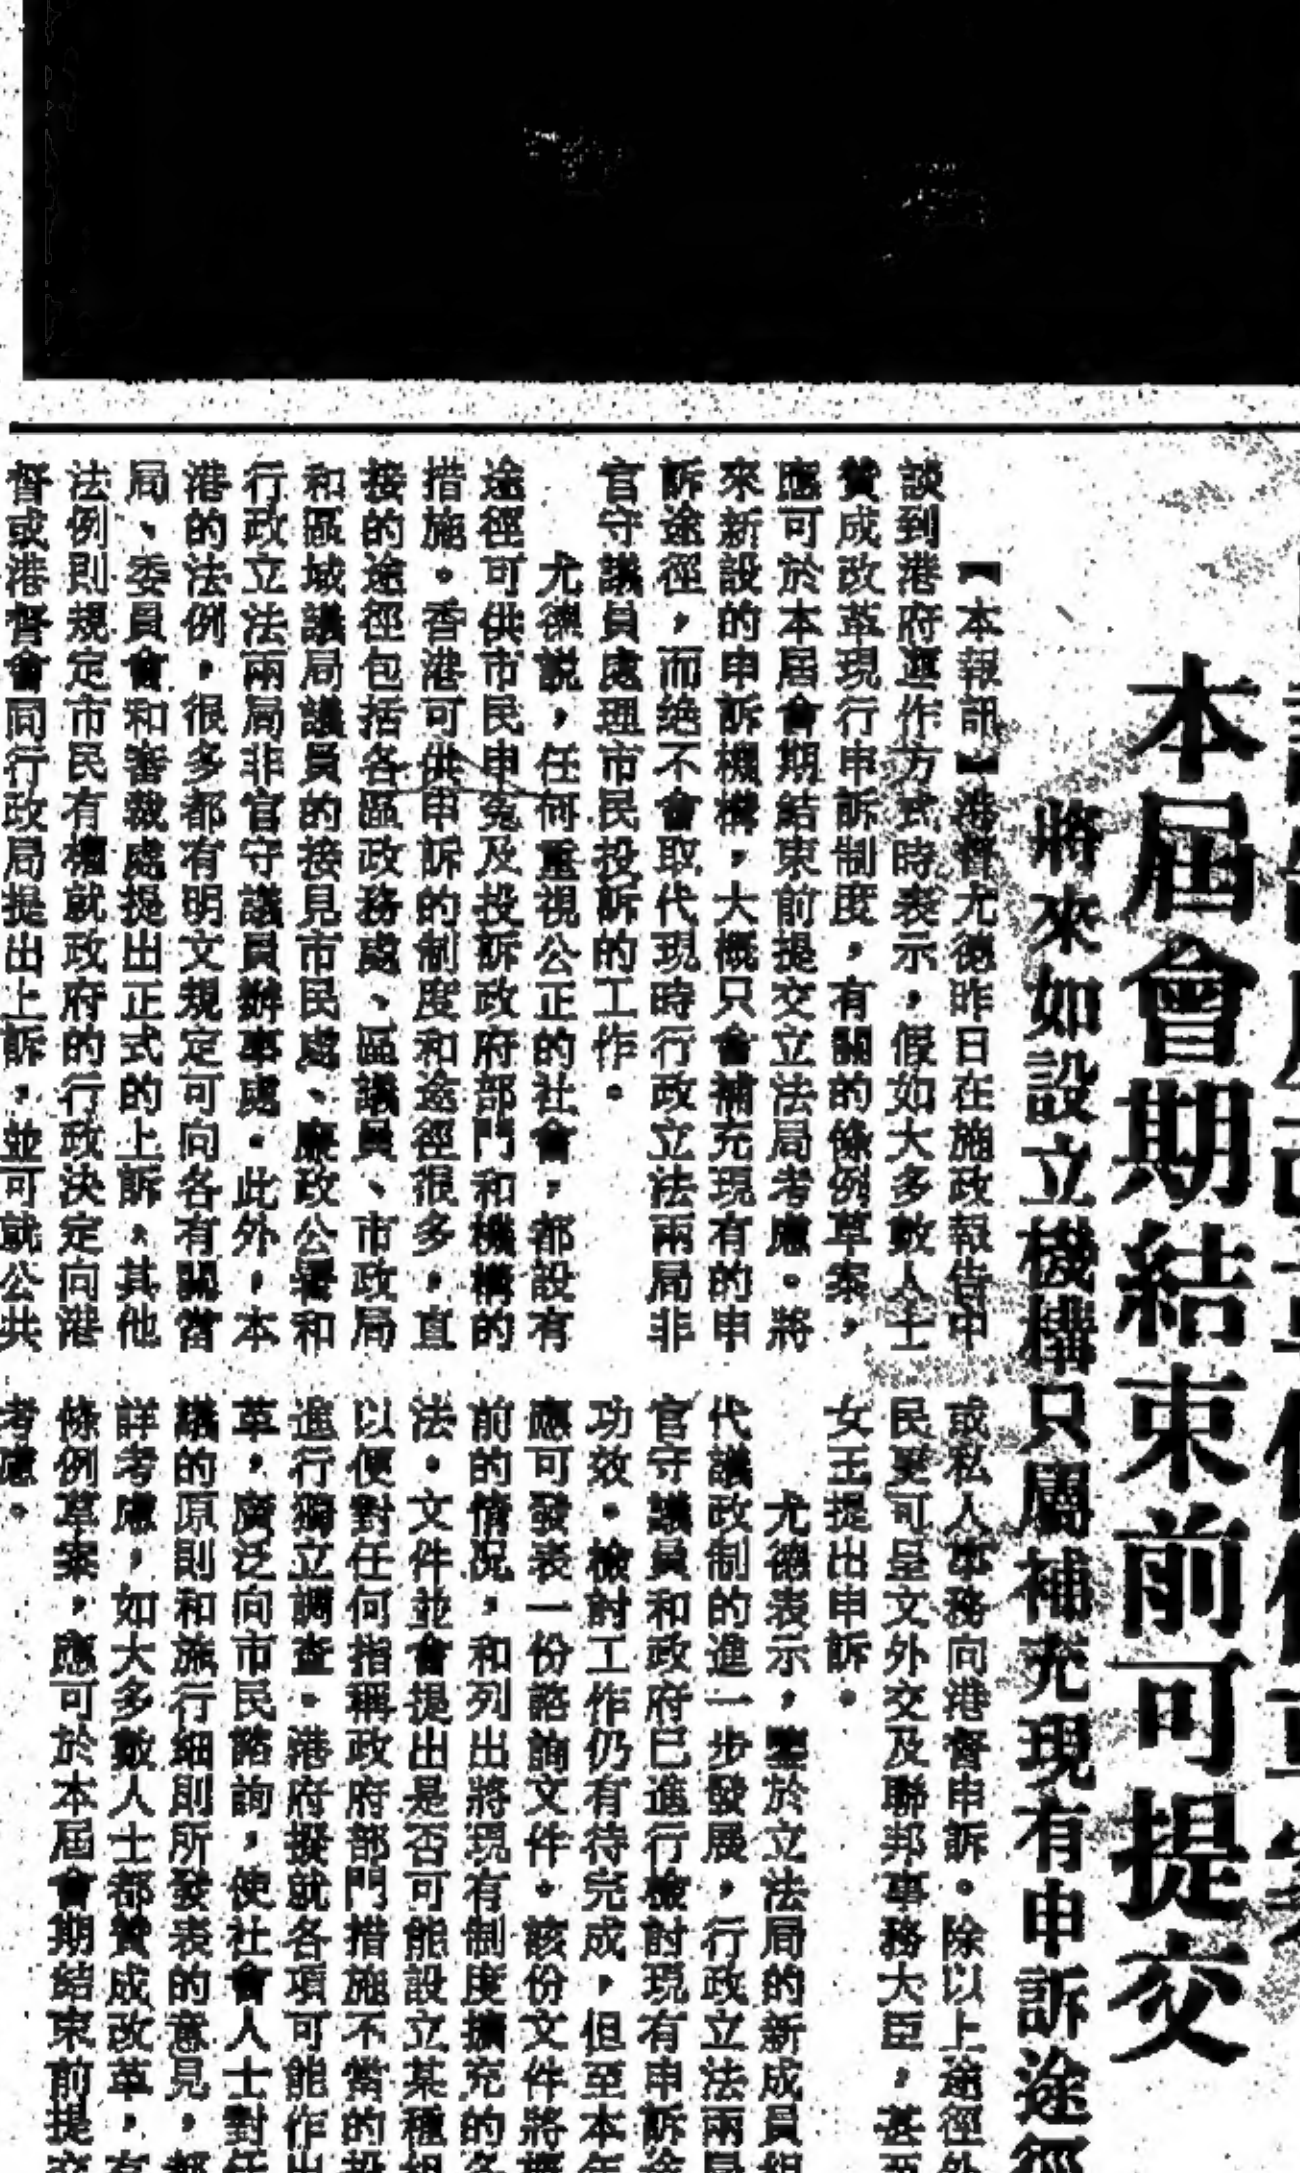 本屆會期結束前可提交
將來如設立機構只屬補充現有申訴途徑
【本報訊】港督尤德昨日在施政報告中
談到港府運作方式時表示，假如大多數人士
贊成改革現行申訴制度，有關的條例草案，
應可於本屆會期結束前提交立法局考慮。將
來新設的申訴機構，大概只會補充現有的申
訴途徑，而絕不會取代現時行政立法兩局非
官守議員處理市民投訴的工作。
尤德說，任何重視公正的社會，都設有
途徑可供市民申冤及投訴政府部門和機構的
措施。香港可供申訴的制度和途徑很多，直
接的途徑包括各區政務處、區議員、市政局
和區域議局議員的接見市民處、廉政公署和
行政立法兩局非官守議員辦事處。此外，本
港的法例，很多都有明文規定可向各有關當
局、委員會和審裁處提出正式的上訴。其他
法例則規定市民有權就政府的行政決定向港
督或港督會同行政局提出上訴，並可就公共
或私人事務向港督申訴。除以上途徑外
民更可呈文外交及聯邦事務大臣，甚至
女王提出申訴。
尤德表示，鑒於立法局的新成員組
代議政制的進一步發展，行政立法兩局
官守議員和政府已進行檢討現有申訴途
功效。檢討工作仍有待完成，但至本年
應可發表一份諮詢文件。該份文件將概
前的情況，和列出將現有制度擴充的各
法。文件並會提出是否可能設立某種組
以便對任何指稱政府部門措施不當的投
進行獨立調查。港府擬就各項可能作出
革，廣泛向市民諮詢，使社會人士對任
議的原則和施行細則所發表的意見，都
詳考慮，如大多數人士都贊成改革，有
條例草案，應可於本屆會期結束前提交
考慮。